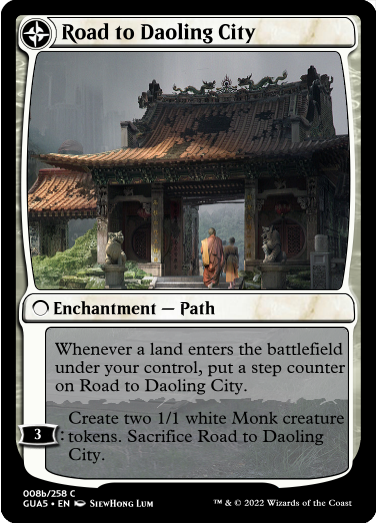 Road to Daoling City
Enchantment — Path
Whenever a land enters the battlefield
under your control, put a step counter
on Road to Daoling City.
3 : Create two 1/1 white Monk creature
tokens. Sacrifice Road to Daoling
City.
008b/258 C
GUA5 • EN SiewHong Lum
™ & © 2022 Wizards of the Coast